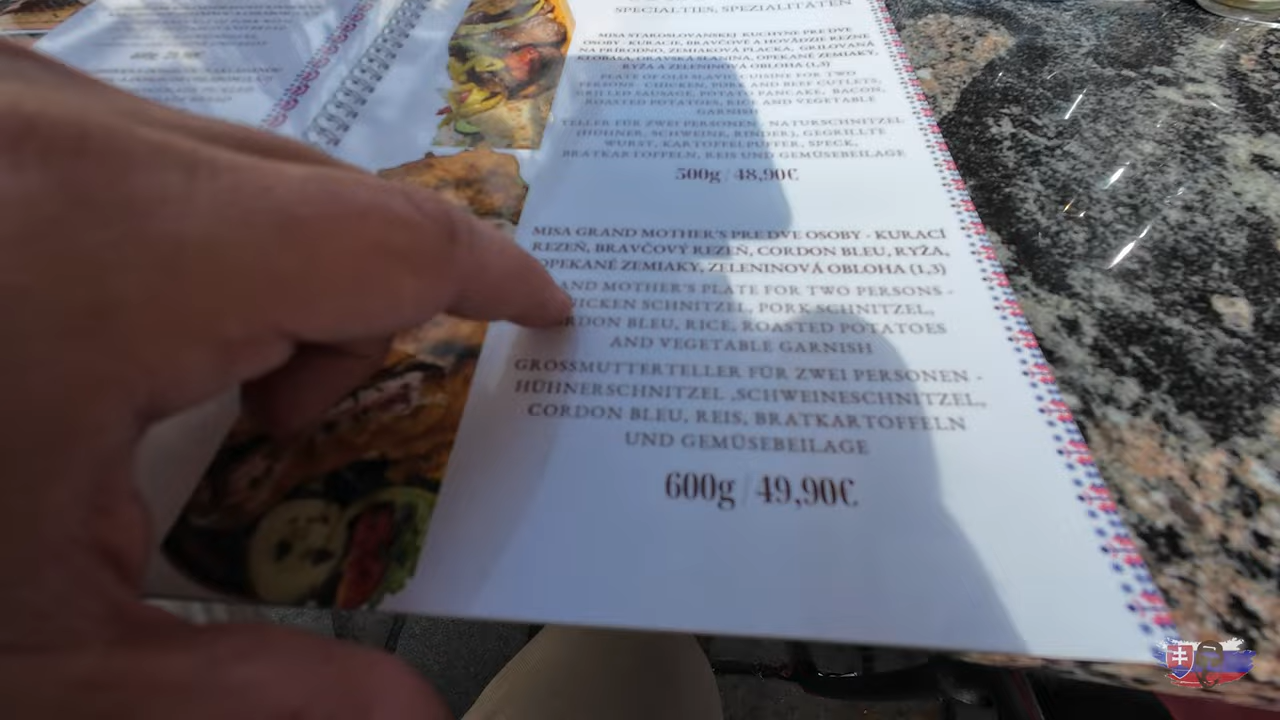 SPECIALTIES, SPEZIALITÄTEN
MISA STAROSLOVANSKEJ KUCHYNE PRE DVE
OSOBY - KURACIE, BRAVČOVÉ A HOVÄDZIE REZNE
NA PRÍRODNO, ZEMIAKOVÁ PLACKA, GRILOVANÁ
KLOBÁSA, ORAVSKÁ SLANINA, OPEKANÉ ZEMIAKY,
RYŽA A ZELENINOVÁ OBLOHA (1,3)
PLATE OF OLD SLAVIC CUISINE FOR TWO
PERSONS - CHICKEN, PORK AND BEEF CUTLETS,
GRILLED SAUSAGE, POTATO PANCAKE, BACON,
ROASTED POTATOES, RICE AND VEGETABLE
GARNISH
TELLER FÜR ZWEI PERSONEN - NATURSCHNITZEL
(HÜHNER, SCHWEINE, RINDER), GEGRILLTE
WURST, KARTOFFELPUFFER, SPECK,
BRATKARTOFFELN, REIS UND GEMÜSEBEILAGE
500g / 48,90€
MISA GRAND MOTHER'S PRE DVE OSOBY - KURACÍ
REZEŇ, BRAVČOVÝ REZEŇ, CORDON BLEU, RYŽA,
OPEKANÉ ZEMIAKY, ZELENINOVÁ OBLOHA (1,3)
AND MOTHER'S PLATE FOR TWO PERSONS -
HICKEN SCHNITZEL, PORK SCHNITZEL,
RDON BLEU, RICE, ROASTED POTATOES
AND VEGETABLE GARNISH
GROSSMUTTERTELLER FÜR ZWEI PERSONEN -
HÜHNERSCHNITZEL ,SCHWEINESCHNITZEL,
CORDON BLEU, REIS, BRATKARTOFFELN
UND GEMÜSEBEILAGE
600g / 49,90€